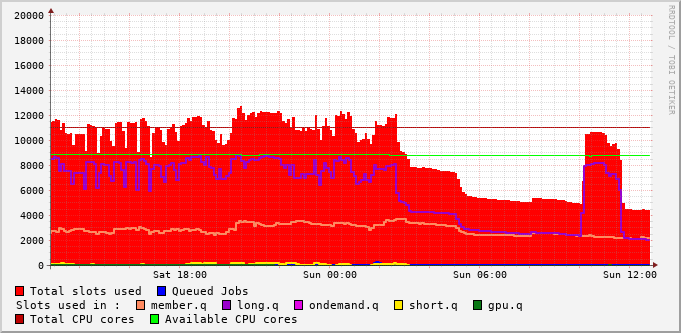 RRDTOOL / TOBI OETIKER
20000
18000
16000
14000
12000
10000
8000
6000
4000
2000
0
Sat 18:00 Sun 00:00 Sun 06:00 Sun 12:00
Total slots used Queued Jobs
Slots used in : member.q long.q ondemand.q short.q gpu.q
Total CPU cores Available CPU cores